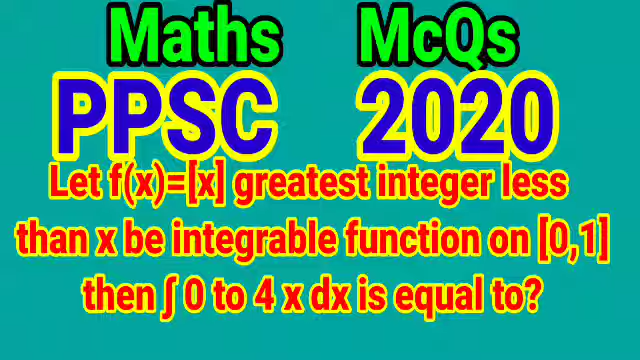 Maths McQs
PPSC 2020
Let f(x)=[x] greatest integer less
than x be integrable function on [0,1]
then ∫ 0 to 4 x dx is equal to?